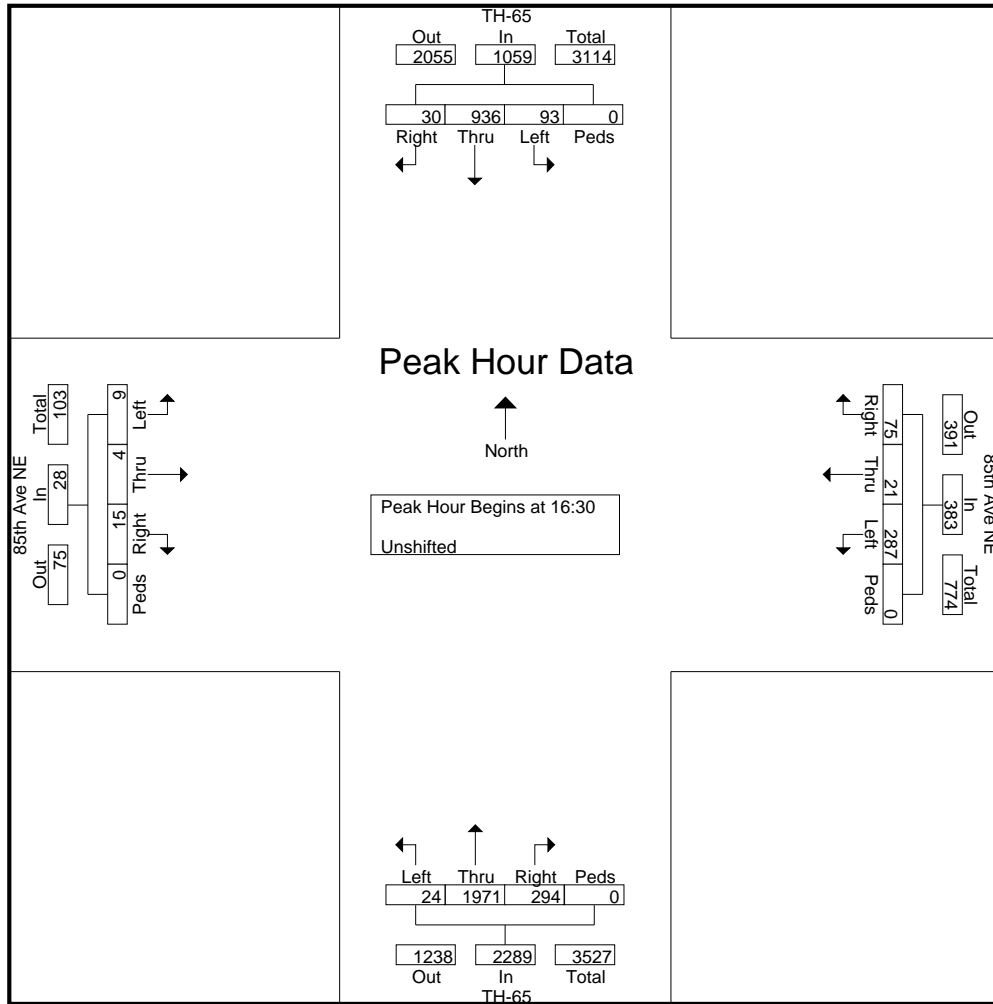 TH-65
Out In Total
2055 1059 3114
30 936 93 0
Right Thru Left Peds
Peak Hour Data
North
Peak Hour Begins at 16:30
Unshifted
85th Ave NE
Total In Out
103 28 75
9 4 15 0
Left Thru Right Peds
Right Thru Left Peds
75 21 287 0
Out In Total
391 383 774
85th Ave NE
Left Thru Right Peds
24 1971 294 0
1238 2289 3527
Out In Total
TH-65